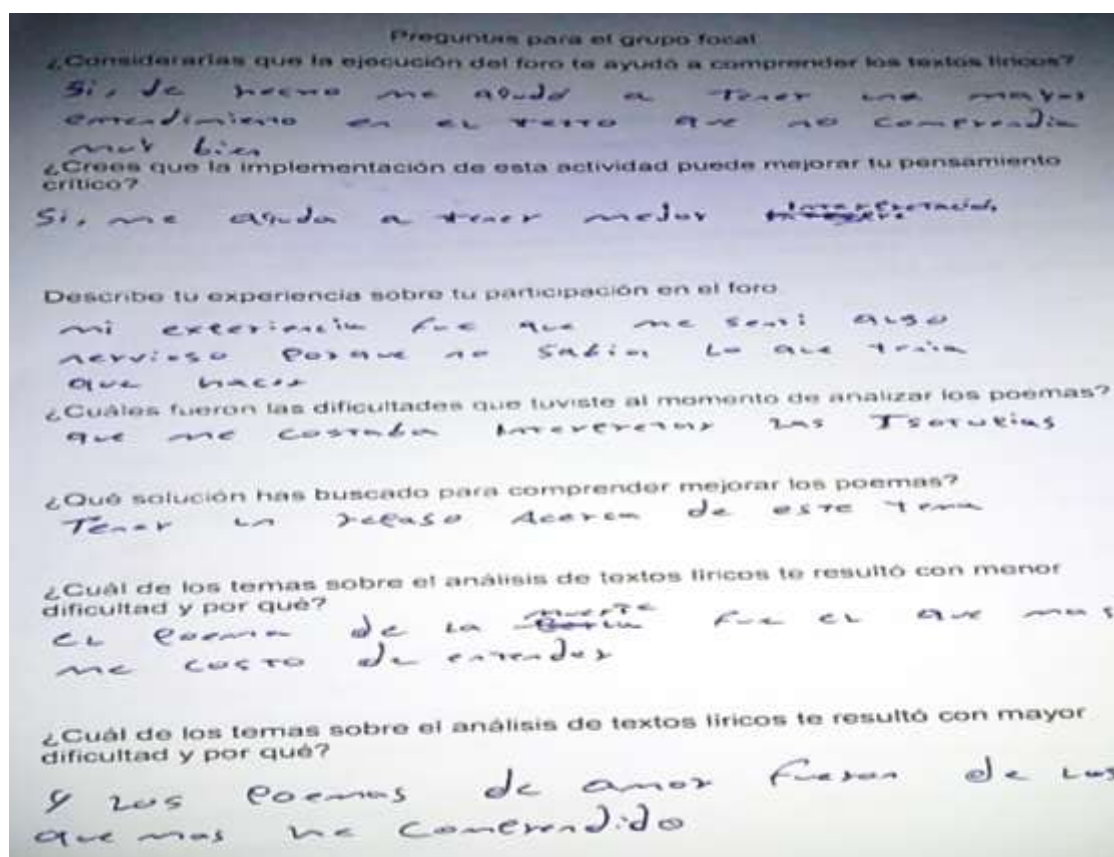 Preguntas para el grupo focal
¿Considerarías que la ejecución del foro te ayudó a comprender los textos líricos?
Si, de hecho me ayudó a Tener una mayor
entendimiento en el texto que no comprendia
muy bien
¿Crees que la implementación de esta actividad puede mejorar tu pensamiento
crítico?
Si, me ayuda a tener mejor interpretación
Describe tu experiencia sobre tu participación en el foro
mi experiencia fue que me senti algo
nervioso porque no sabia lo que tenia
que hacer
¿Cuáles fueron las dificultades que tuviste al momento de analizar los poemas?
que me costaba interpretar las
¿Qué solución has buscado para comprender mejorar los poemas?
Tener un repaso Acerca de este tema
¿Cuál de los temas sobre el análisis de textos líricos te resultó con menor
dificultad y por qué?
el poema de la muerte fue el que mas
me costo de entender
¿Cuál de los temas sobre el análisis de textos líricos te resultó con mayor
dificultad y por qué?
y los poemas de amor fueron de los
que mas he comprendido